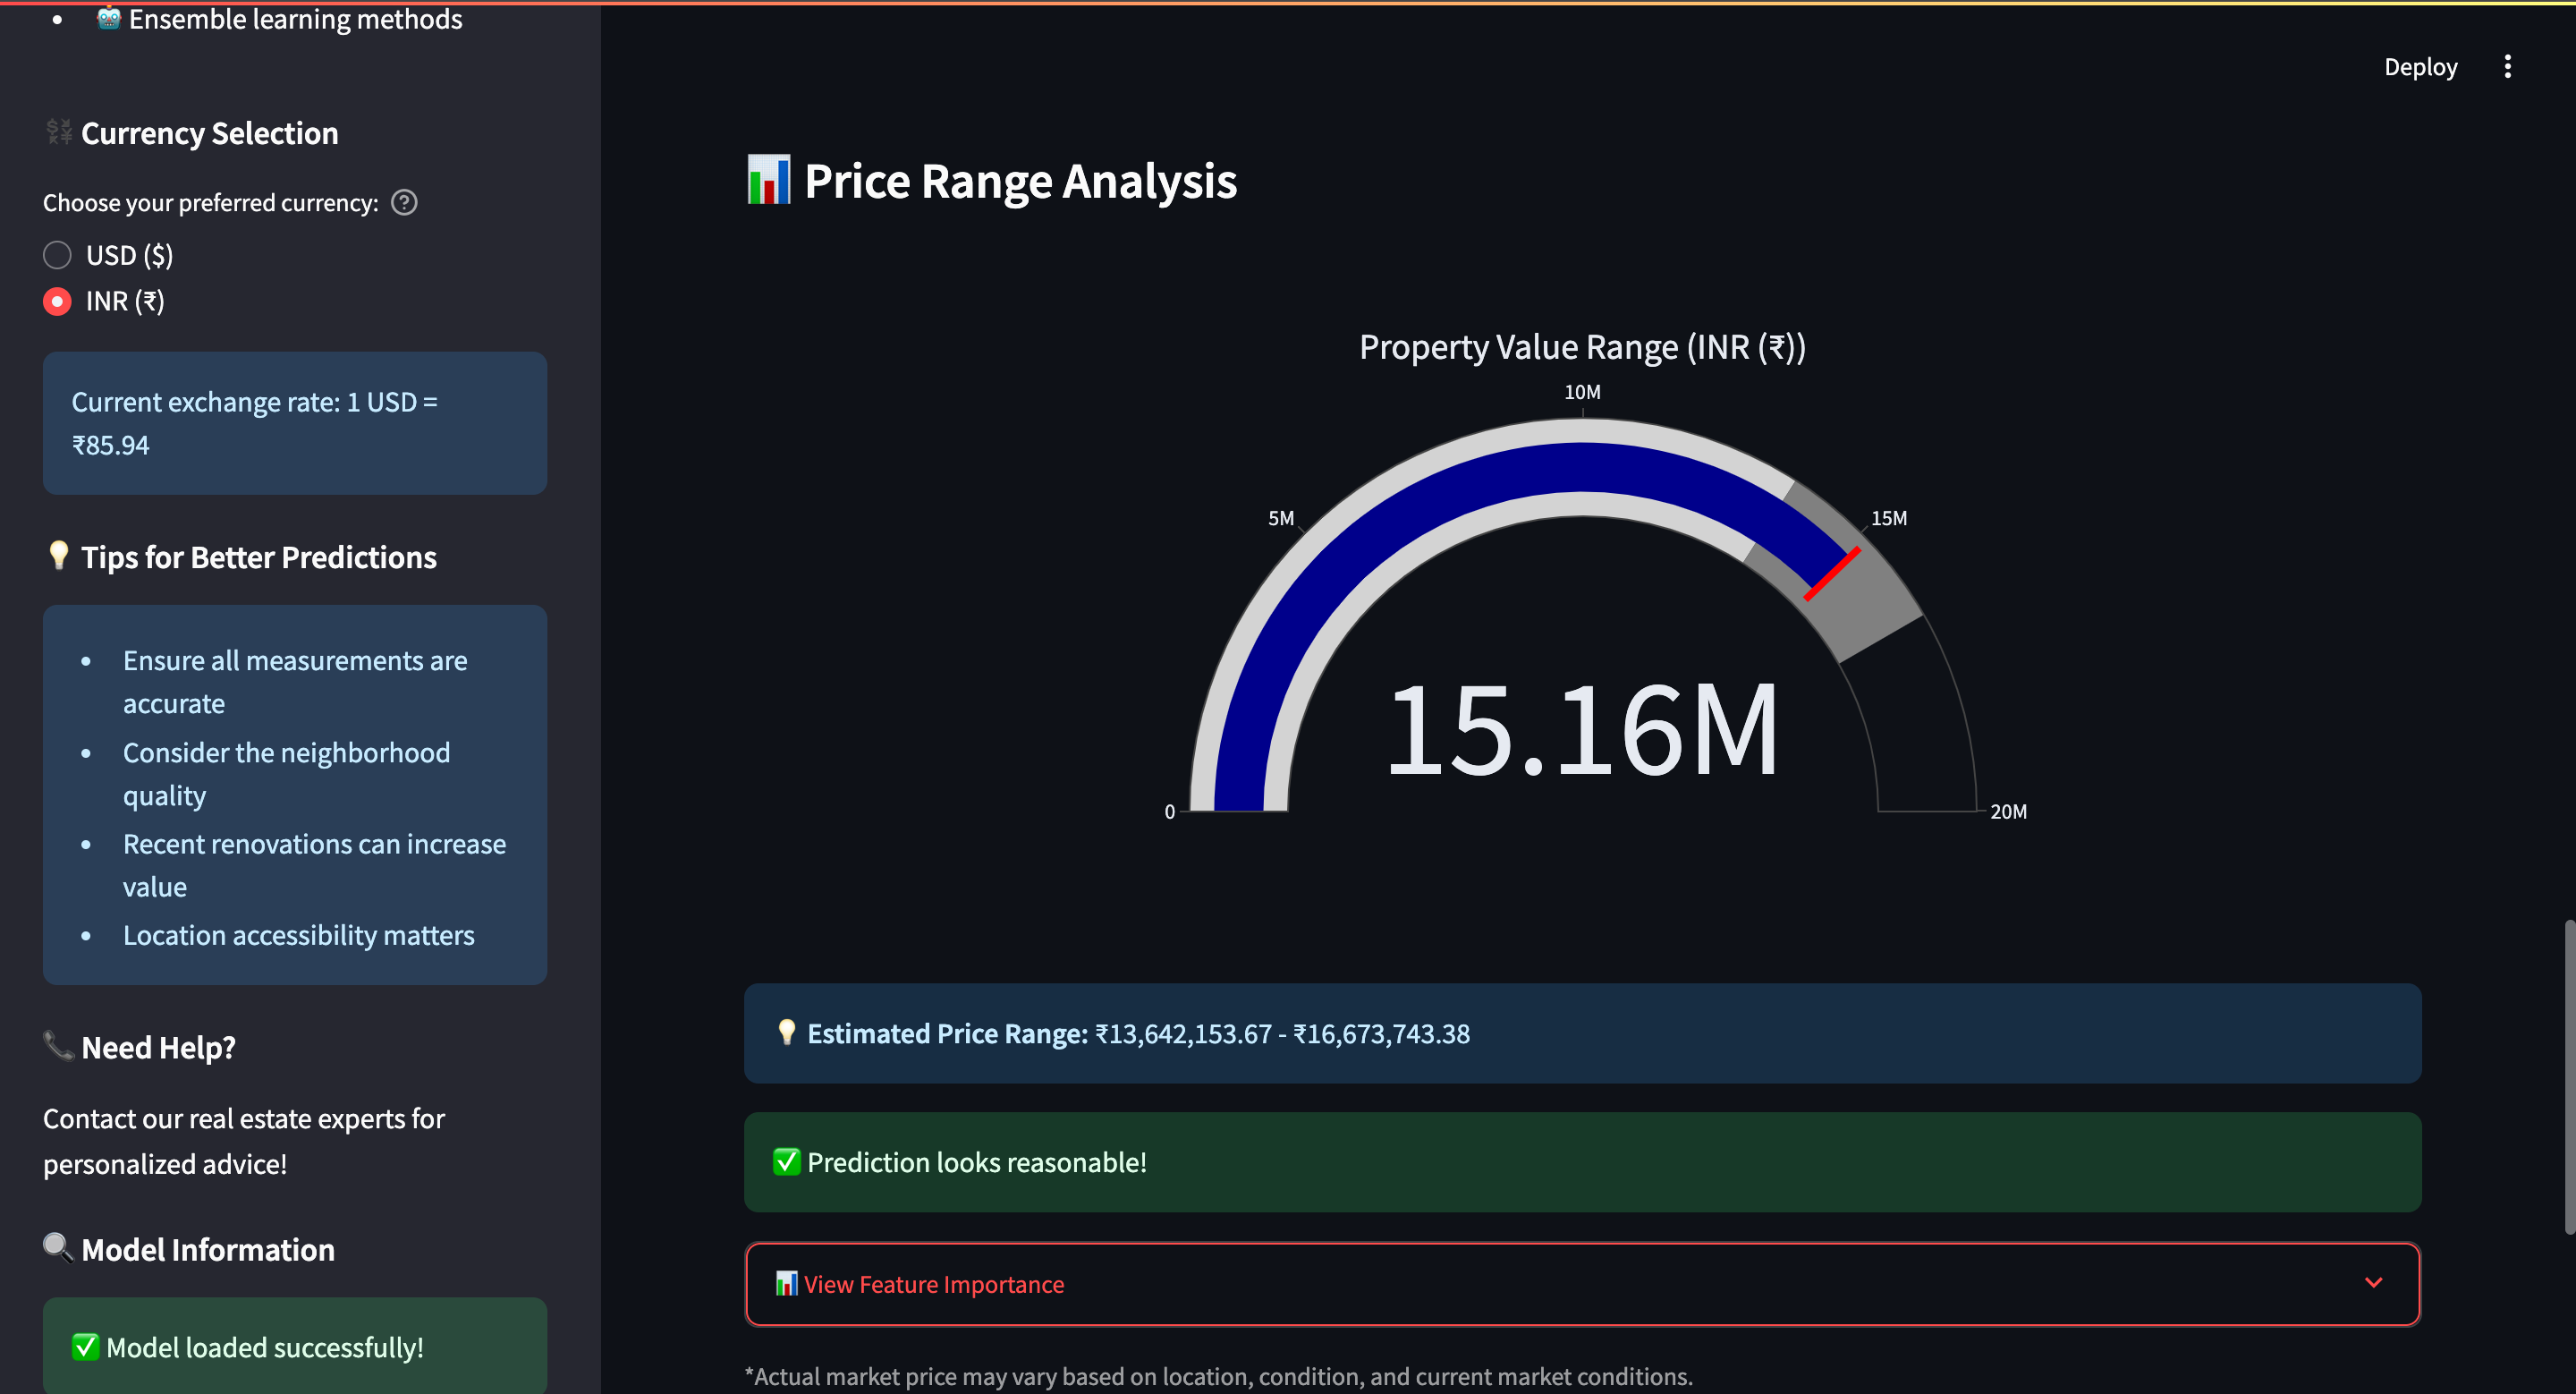 Ensemble learning methods
Currency Selection
Choose your preferred currency:
USD ($)
INR (₹)
Current exchange rate: 1 USD =
₹85.94
Tips for Better Predictions
Ensure all measurements are
accurate
Consider the neighborhood
quality
Recent renovations can increase
value
Location accessibility matters
Need Help?
Contact our real estate experts for
personalized advice!
Model Information
Model loaded successfully!
Deploy
Price Range Analysis
Property Value Range (INR (₹))
0
5M
10M
15M
20M
15.16M
Estimated Price Range: ₹13,642,153.67 - ₹16,673,743.38
Prediction looks reasonable!
View Feature Importance
*Actual market price may vary based on location, condition, and current market conditions.